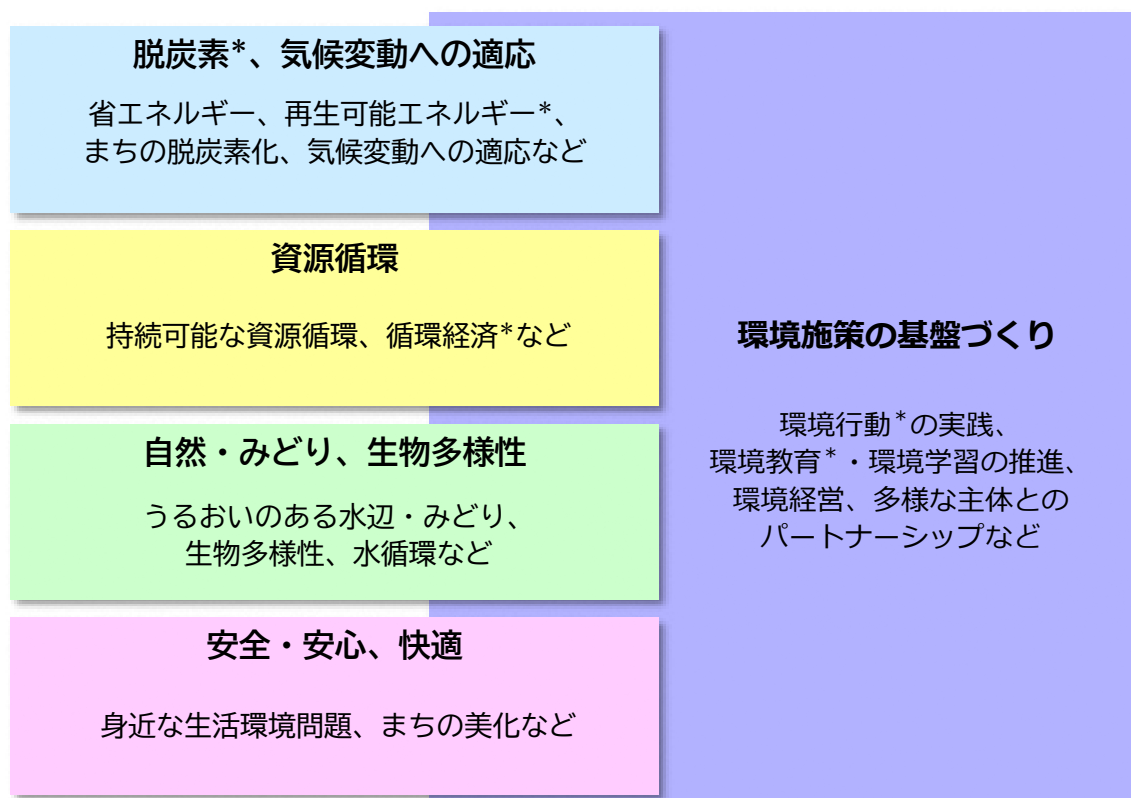 脱炭素*、気候変動への適応
省エネルギー、再生可能エネルギー*、
まちの脱炭素化、気候変動への適応など
資源循環
持続可能な資源循環、循環経済*など
自然・みどり、生物多様性
うるおいのある水辺・みどり、
生物多様性、水循環など
安全・安心、快適
身近な生活環境問題、まちの美化など
環境施策の基盤づくり
環境行動*の実践、
環境教育*・環境学習の推進、
環境経営、多様な主体との
パートナーシップなど